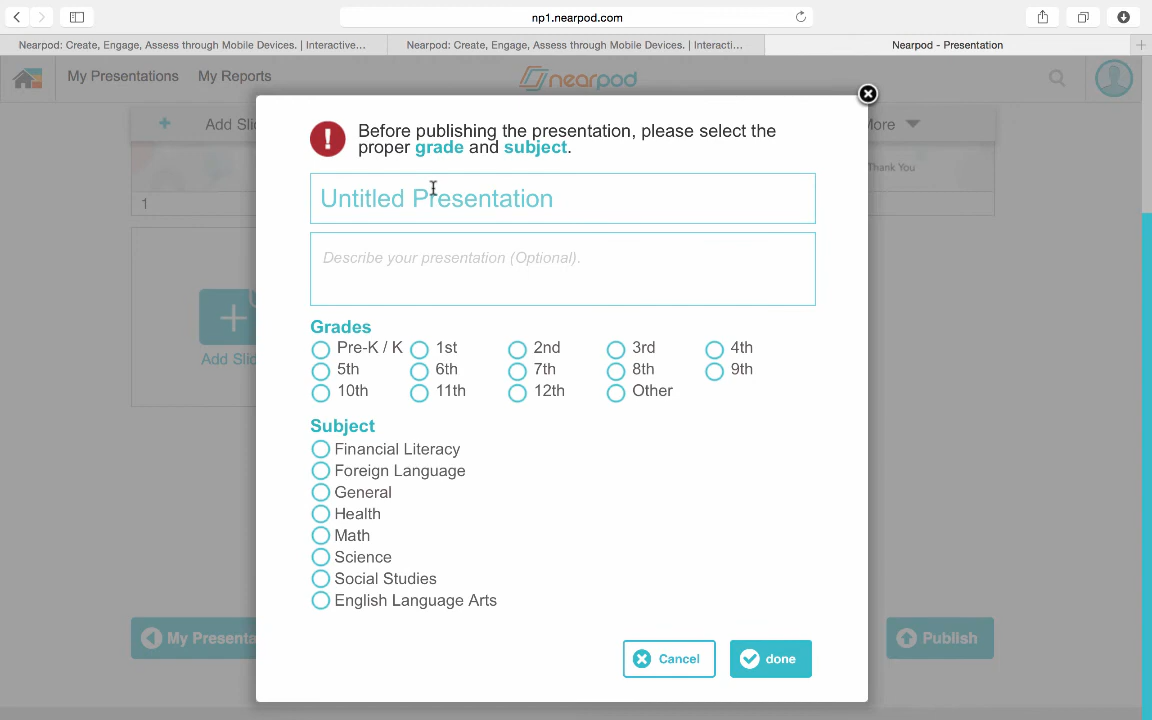 np1.nearpod.com
Nearpod: Create, Engage, Assess through Mobile Devices. | Interactive...
Nearpod: Create, Engage, Assess through Mobile Devices. | Interacti...
Nearpod - Presentation
My Presentations
My Reports
nearpod
Add Sli
More
Before publishing the presentation, please select the
proper grade and subject.
Thank You
Untitled Presentation
1
Describe your presentation (Optional).
Grades
Pre-K / K 1st 2nd 3rd 4th
5th 6th 7th 8th 9th
10th 11th 12th Other
Add Slid
Subject
Financial Literacy
Foreign Language
General
Health
Math
Science
Social Studies
English Language Arts
My Presenta
Publish
Cancel
done